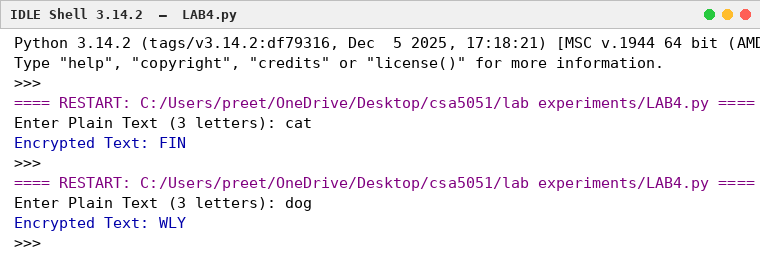 IDLE Shell 3.14.2  —  LAB4.py
Python 3.14.2 (tags/v3.14.2:df79316, Dec  5 2025, 17:18:21) [MSC v.1944 64 bit (AMD
Type "help", "copyright", "credits" or "license()" for more information.
>>>
==== RESTART: C:/Users/preet/OneDrive/Desktop/csa5051/lab experiments/LAB4.py ====
Enter Plain Text (3 letters): cat
Encrypted Text: FIN
>>>
==== RESTART: C:/Users/preet/OneDrive/Desktop/csa5051/lab experiments/LAB4.py ====
Enter Plain Text (3 letters): dog
Encrypted Text: WLY
>>>